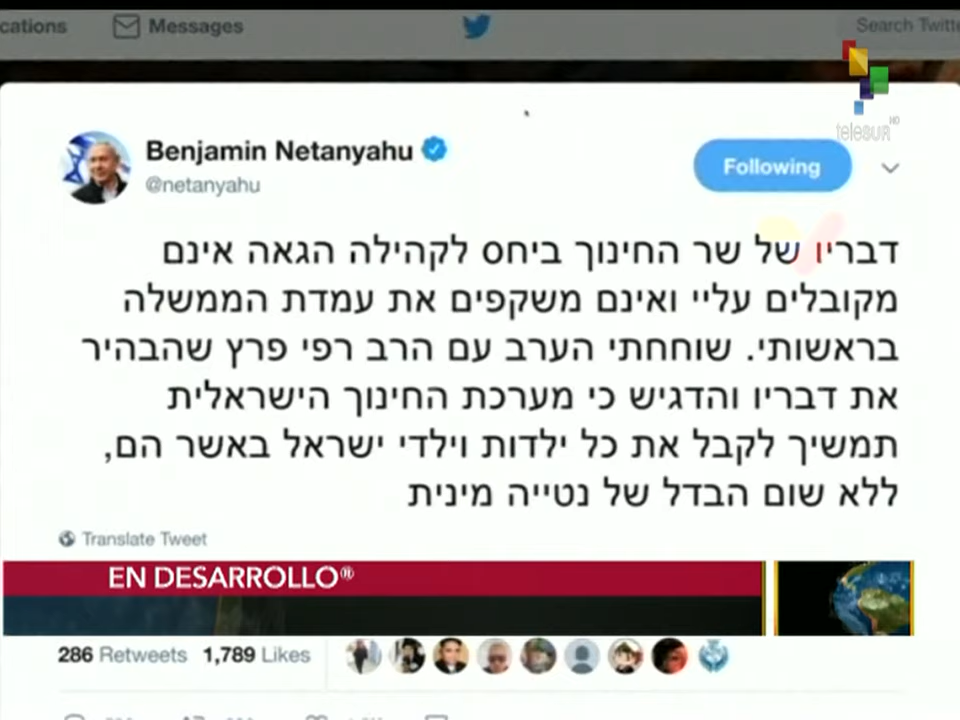 cations Messages Search Twitte
teleSUR HD
Benjamin Netanyahu
@netanyahu
Following
דבריו של שר החינוך ביחס לקהילה הגאה אינם
מקובלים עליי ואינם משקפים את עמדת הממשלה
בראשותי. שוחחתי הערב עם הרב רפי פרץ שהבהיר
את דבריו והדגיש כי מערכת החינוך הישראלית
תמשיך לקבל את כל ילדות וילדי ישראל באשר הם,
ללא שום הבדל של נטייה מינית
Translate Tweet
EN DESARROLLO®
286 Retweets 1,789 Likes